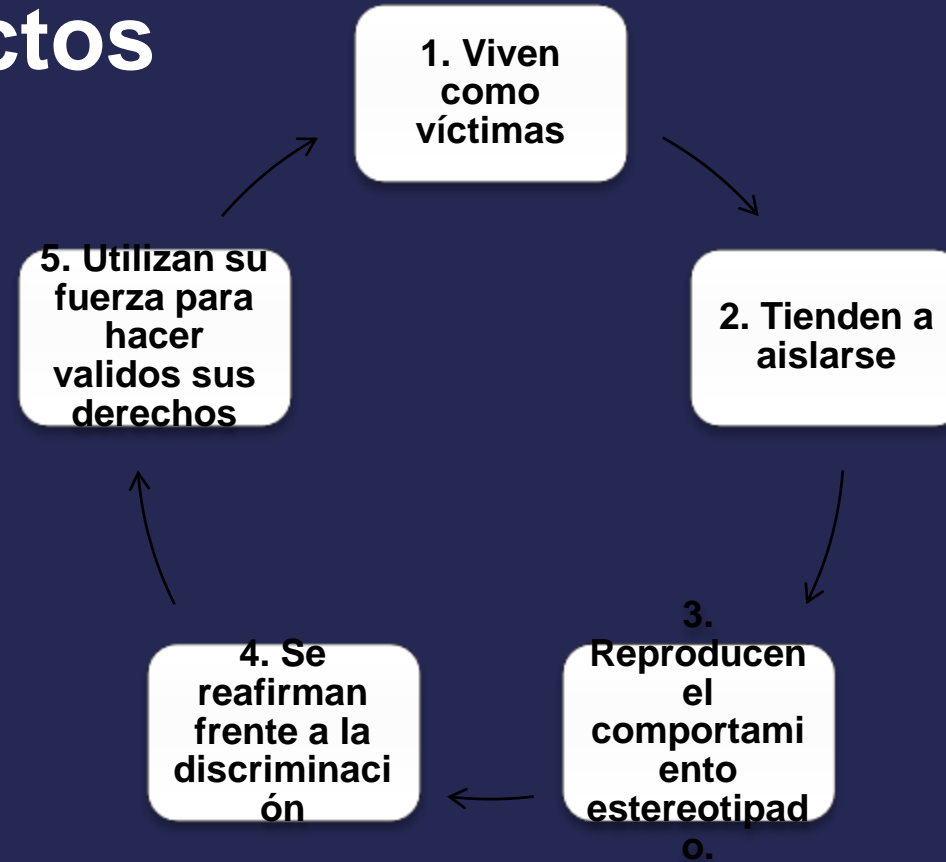 ctos
1. Viven
como
víctimas
2. Tienden a
aislarse
3.
Reproducen
el
comportami
ento
estereotipad
o.
4. Se
reafirman
frente a la
discriminaci
ón
5. Utilizan su
fuerza para
hacer
validos sus
derechos